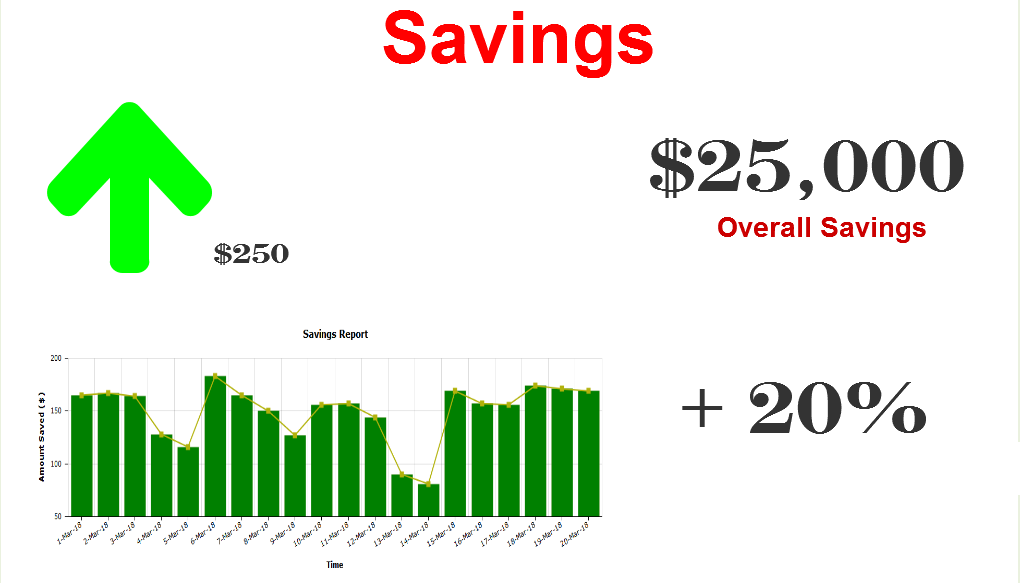 Savings
$250
$25,000
Overall Savings
+ 20%
Savings Report
Amount Saved ($)
200
150
100
50
1-Mar-18
2-Mar-18
3-Mar-18
4-Mar-18
5-Mar-18
6-Mar-18
7-Mar-18
8-Mar-18
9-Mar-18
10-Mar-18
11-Mar-18
12-Mar-18
13-Mar-18
14-Mar-18
15-Mar-18
16-Mar-18
17-Mar-18
18-Mar-18
19-Mar-18
20-Mar-18
Time